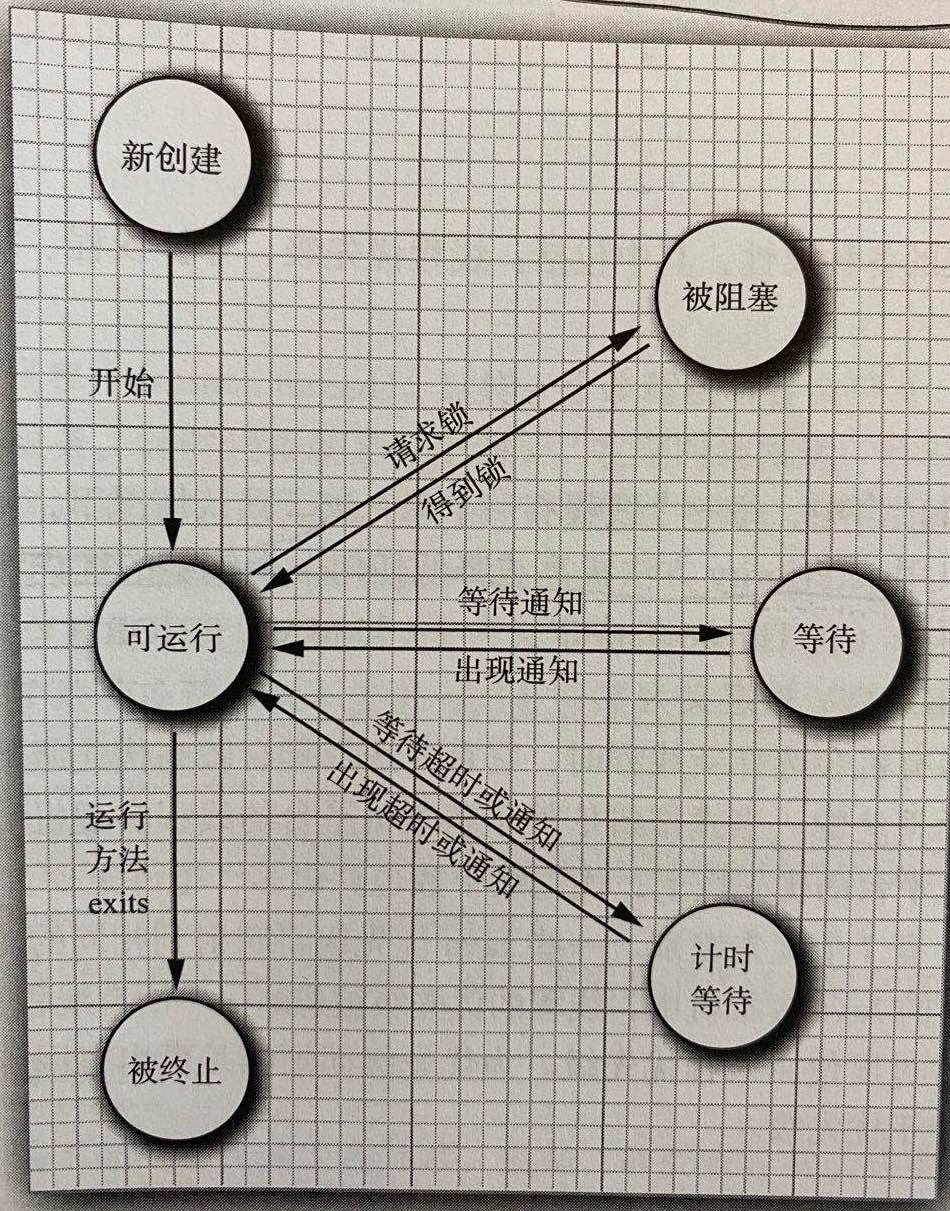 新创建
被阻塞
开始
请求锁
得到锁
等待通知
可运行
等待
出现通知
等待超时或通知
出现超时或通知
运行
方法
exits
计时
等待
被终止